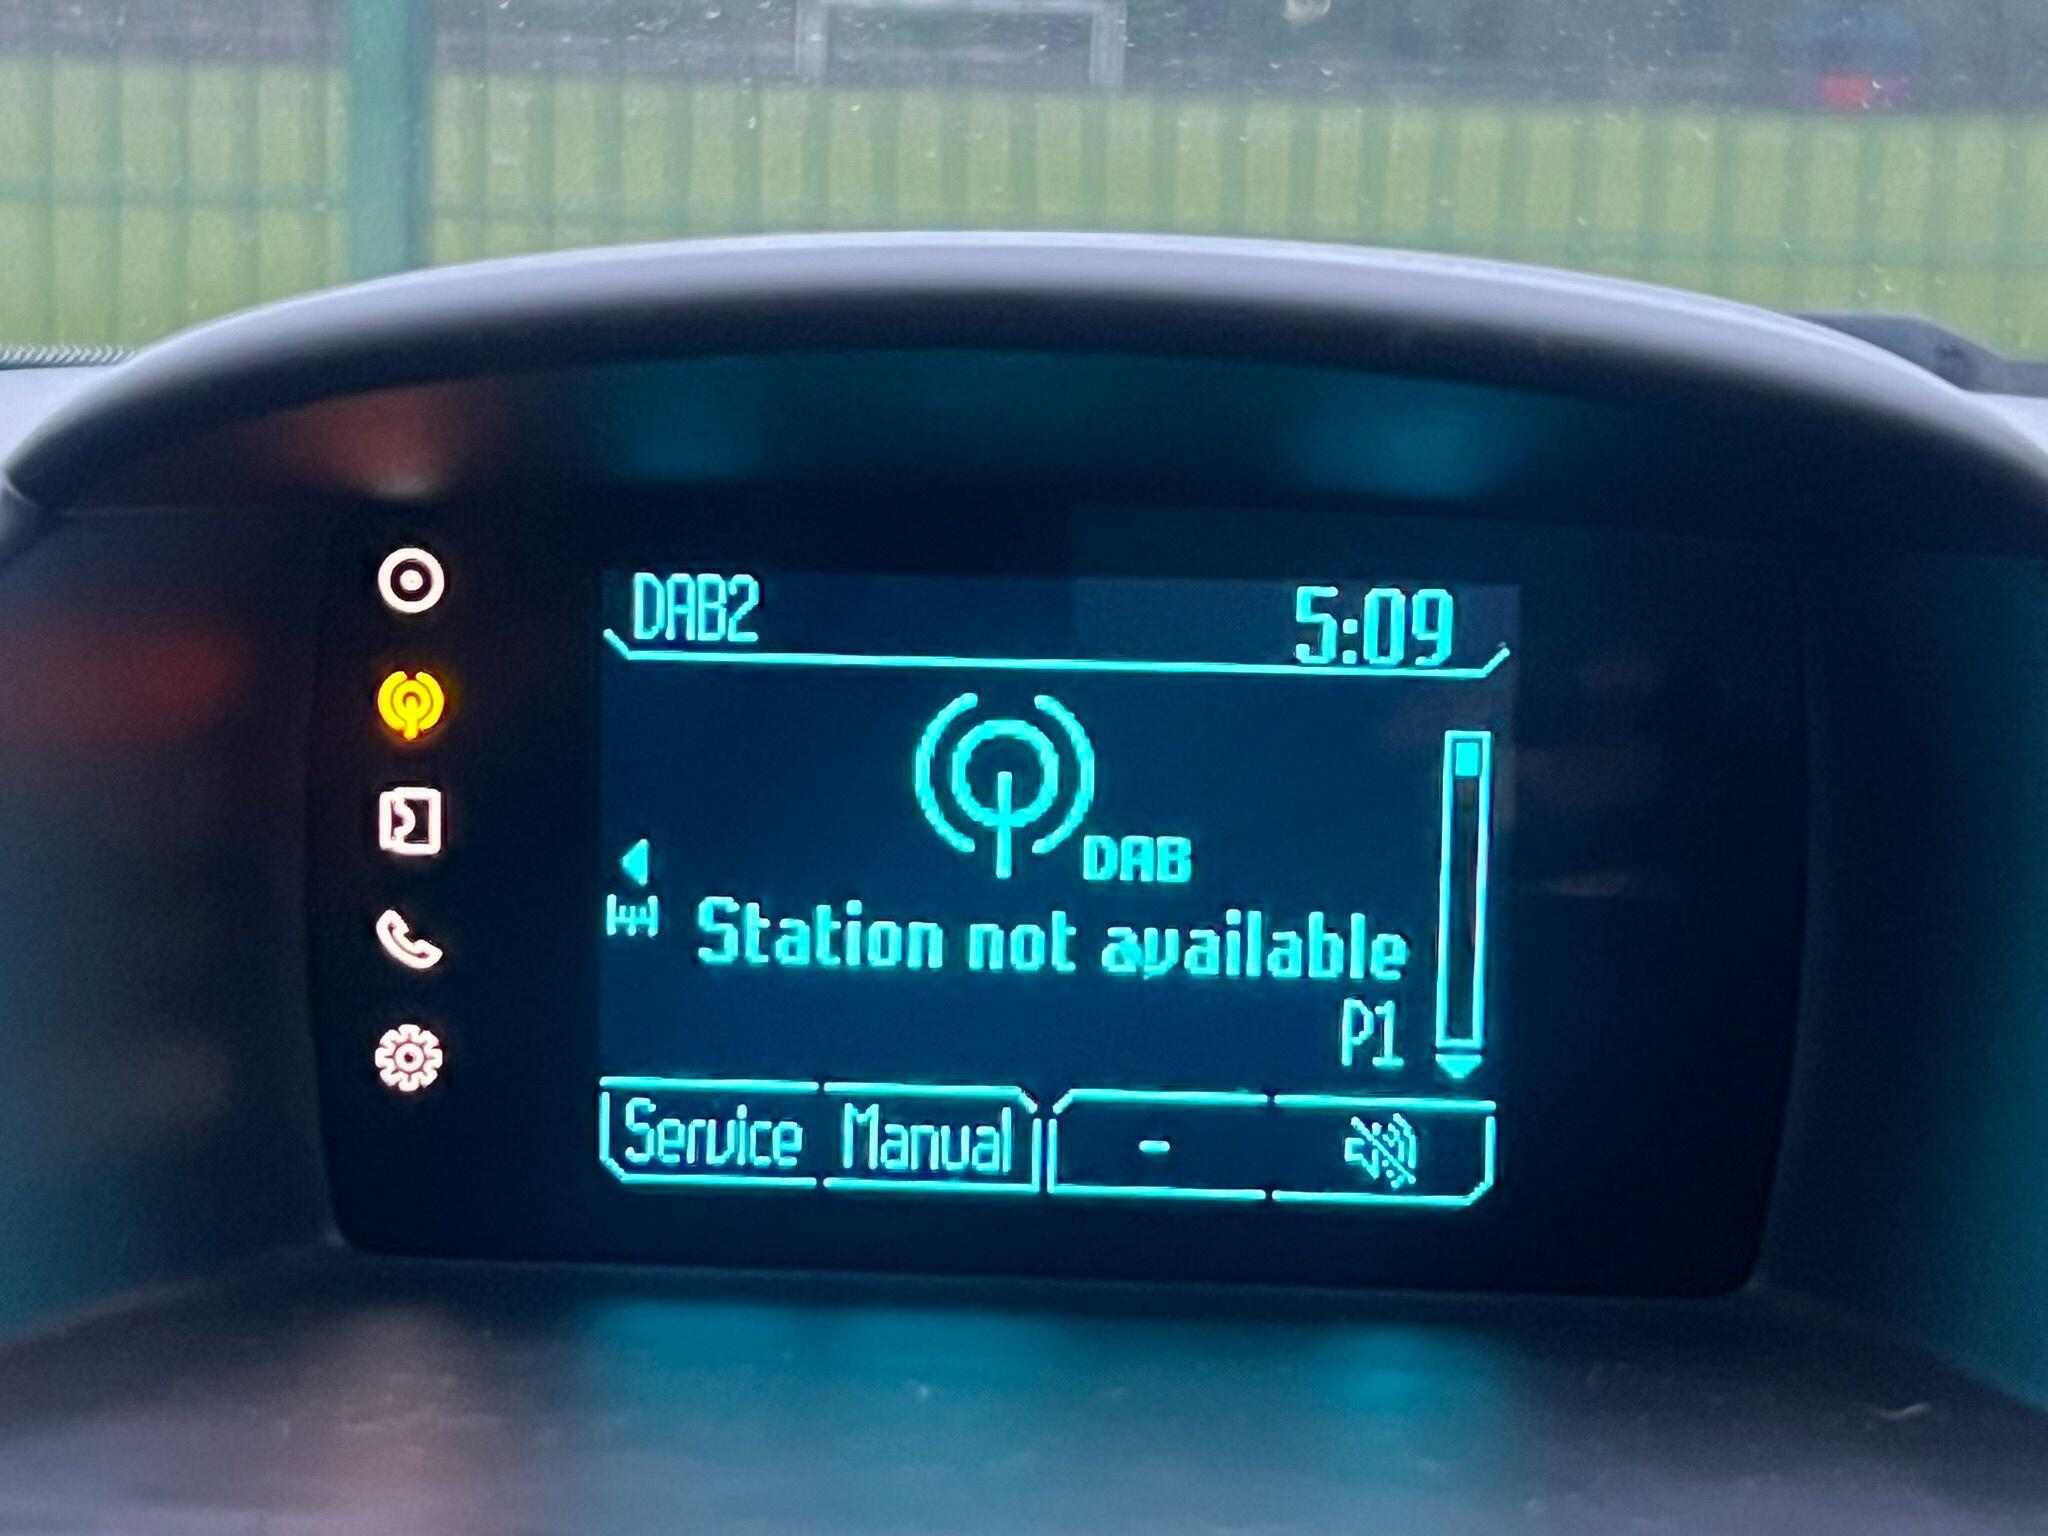 DAB2
5:09
DAB
Station not available
P1
Service Manual -